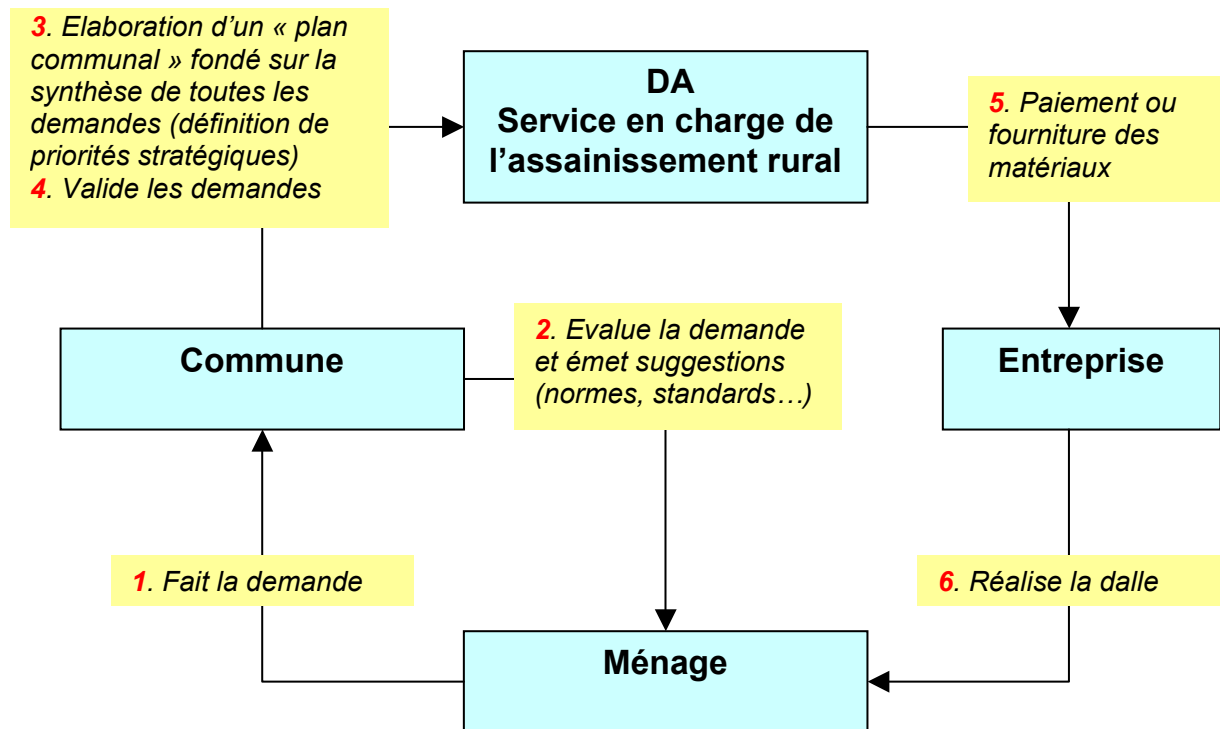 3. Elaboration d’un « plan
communal » fondé sur la
synthèse de toutes les
demandes (définition de
priorités stratégiques)
4. Valide les demandes
DA
Service en charge de
l’assainissement rural
5. Paiement ou
fourniture des
matériaux
Commune
2. Evalue la demande
et émet suggestions
(normes, standards…)
Entreprise
1. Fait la demande
6. Réalise la dalle
Ménage